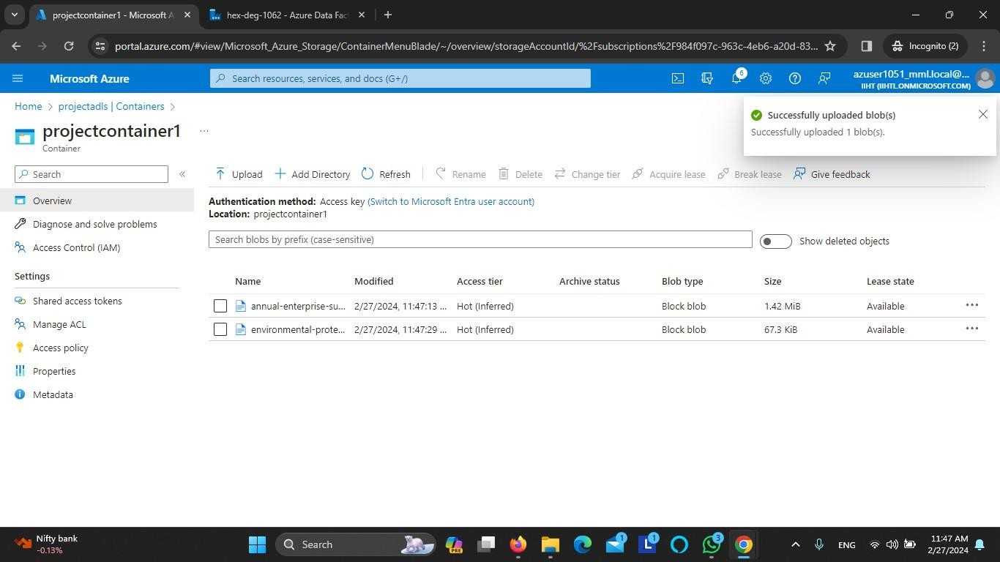 projectcontainer1 - Microsoft A
hex-deg-1062 - Azure Data Fac
portal.azure.com/#view/Microsoft_Azure_Storage/ContainerMenuBlade/~/overview/storageAccountId/%2Fsubscriptions%2F984f097c-963c-4eb6-a20d-83...
Incognito (2)
Microsoft Azure
Search resources, services, and docs (G+/)
6
azuser1051_mml.local@...
IIHT (IIHTL.ONMICROSOFT.COM)
Home > projectadls | Containers >
Successfully uploaded blob(s)
Successfully uploaded 1 blob(s).
projectcontainer1 ...
Container
Search
Upload Add Directory Refresh Rename Delete Change tier Acquire lease Break lease Give feedback
Overview
Diagnose and solve problems
Access Control (IAM)
Settings
Shared access tokens
Manage ACL
Access policy
Properties
Metadata
Authentication method: Access key (Switch to Microsoft Entra user account)
Location: projectcontainer1
Search blobs by prefix (case-sensitive)
Show deleted objects
Name Modified Access tier Archive status Blob type Size Lease state
annual-enterprise-su... 2/27/2024, 11:47:13 ... Hot (Inferred) Block blob 1.42 MiB Available
environmental-prote... 2/27/2024, 11:47:29 ... Hot (Inferred) Block blob 67.3 KiB Available
Nifty bank
-0.13%
Search
PRE
1
L
1
3
ENG
11:47 AM
2/27/2024